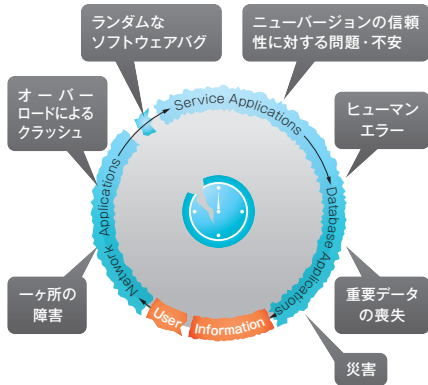 ランダムな
ソフトウェアバグ
ニューバージョンの信頼
性に対する問題・不安
オーバー
ロードによる
クラッシュ
ヒューマン
エラー
Service Applications
Network Applications
Database Applications
一ヶ所の
障害
重要データ
の喪失
User
Information
災害